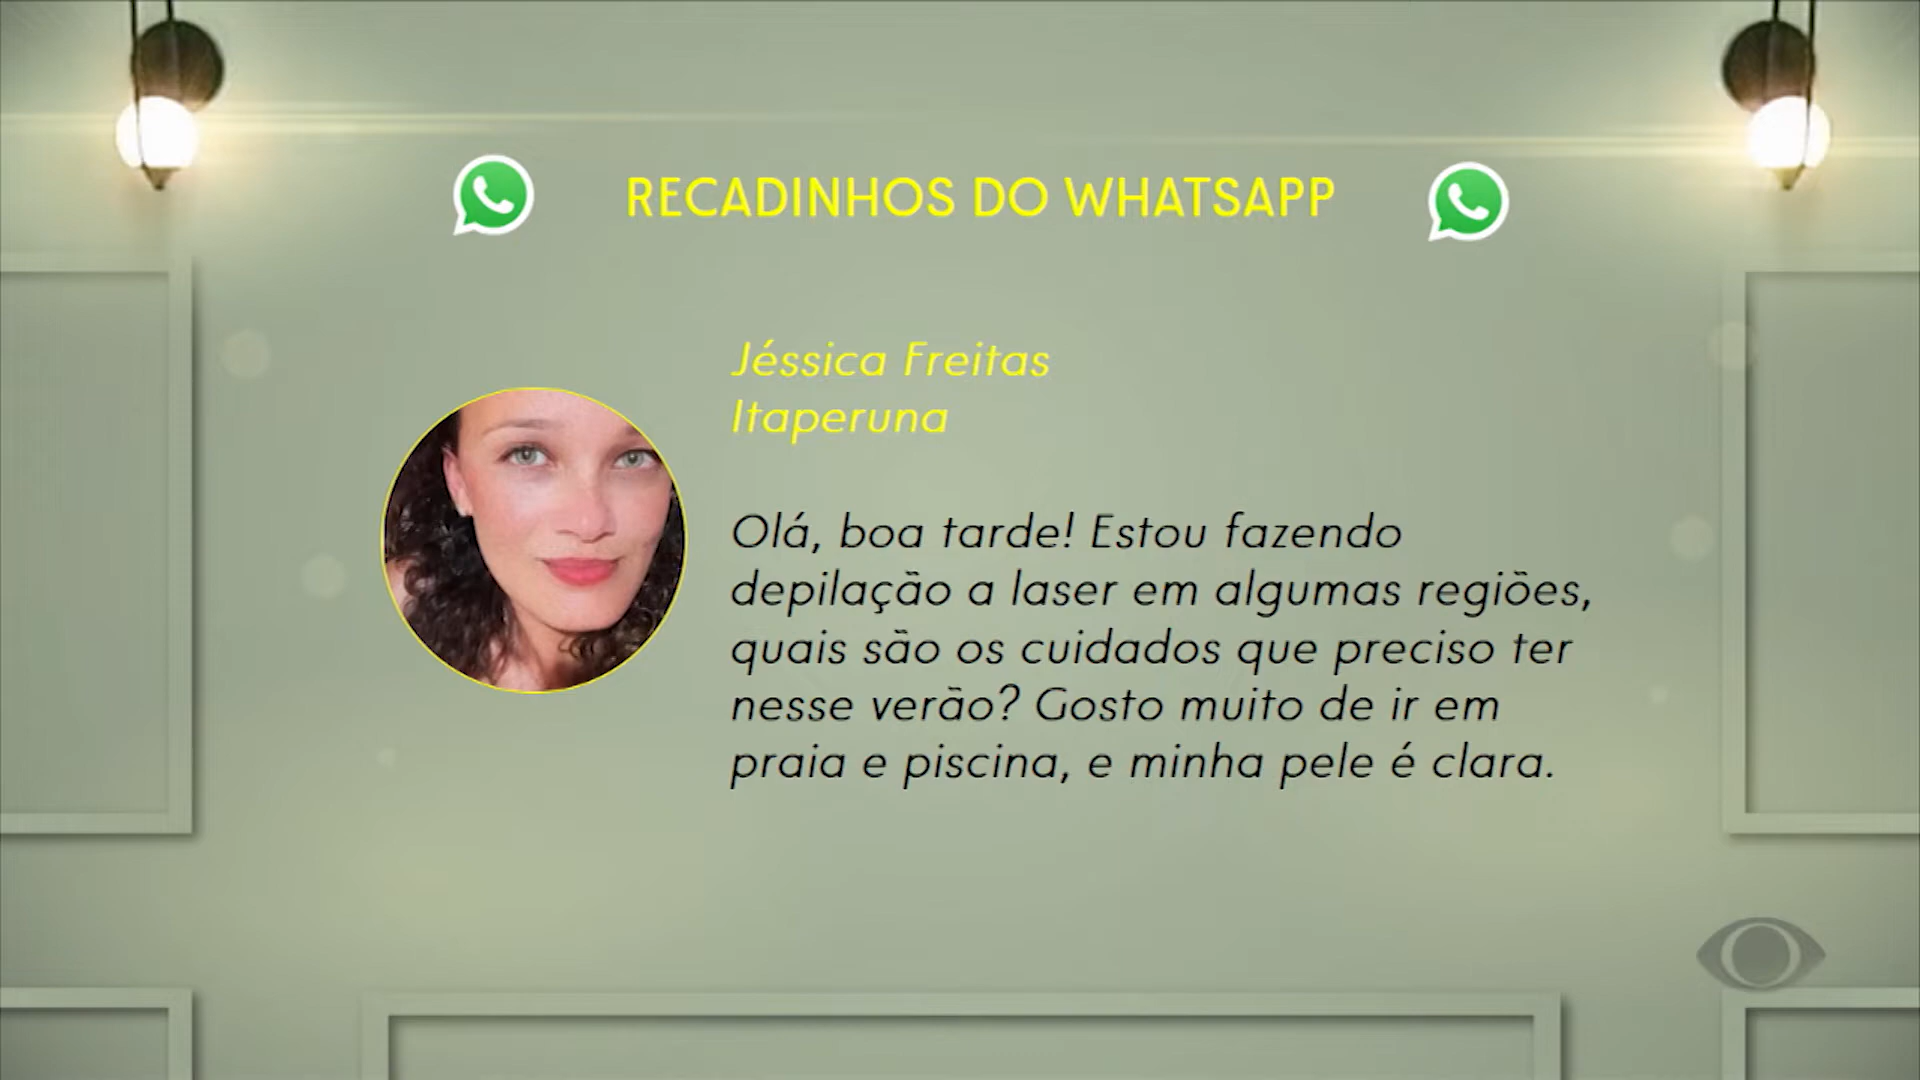 RECADINHOS DO WHATSAPP
Jéssica Freitas
Itaperuna
Olá, boa tarde! Estou fazendo
depilação a laser em algumas regiões,
quais são os cuidados que preciso ter
nesse verão? Gosto muito de ir em
praia e piscina, e minha pele é clara.